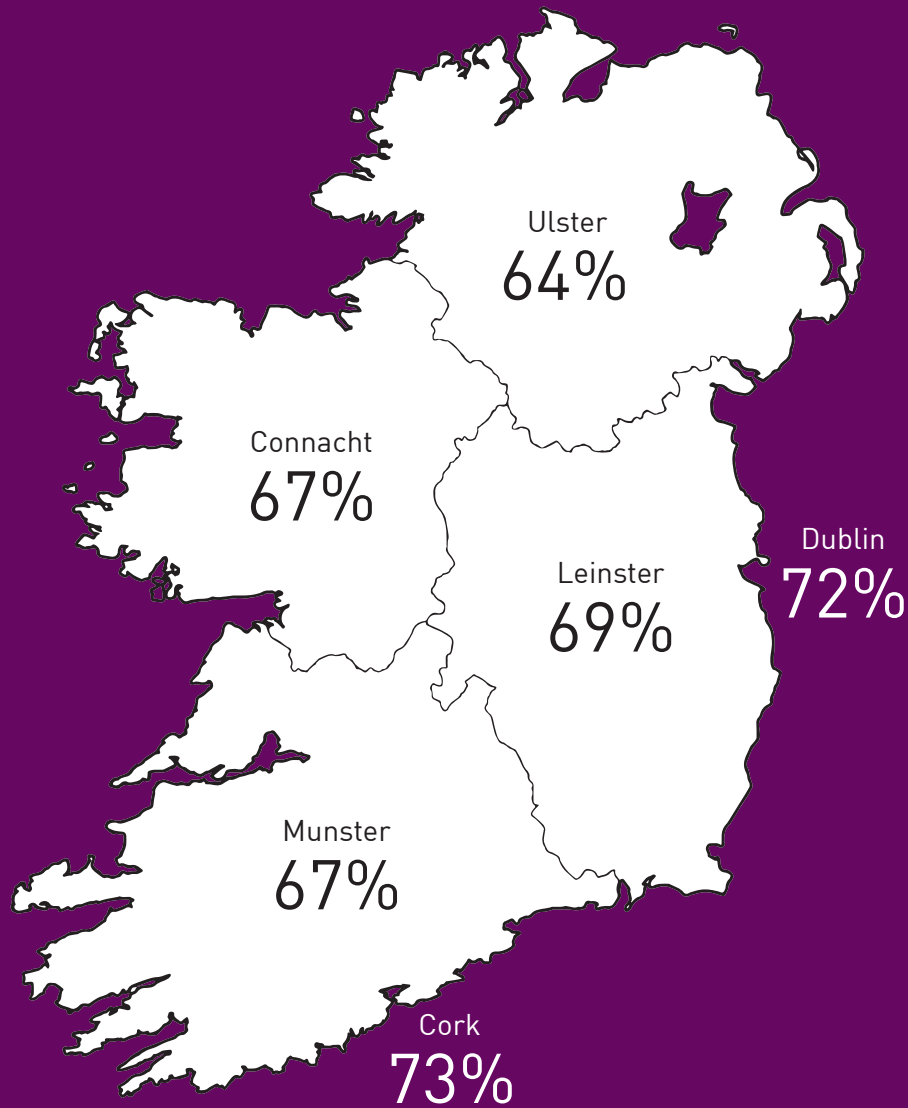 Ulster
64%
Connacht
67%
Dublin
72%
Leinster
69%
Munster
67%
Cork
73%